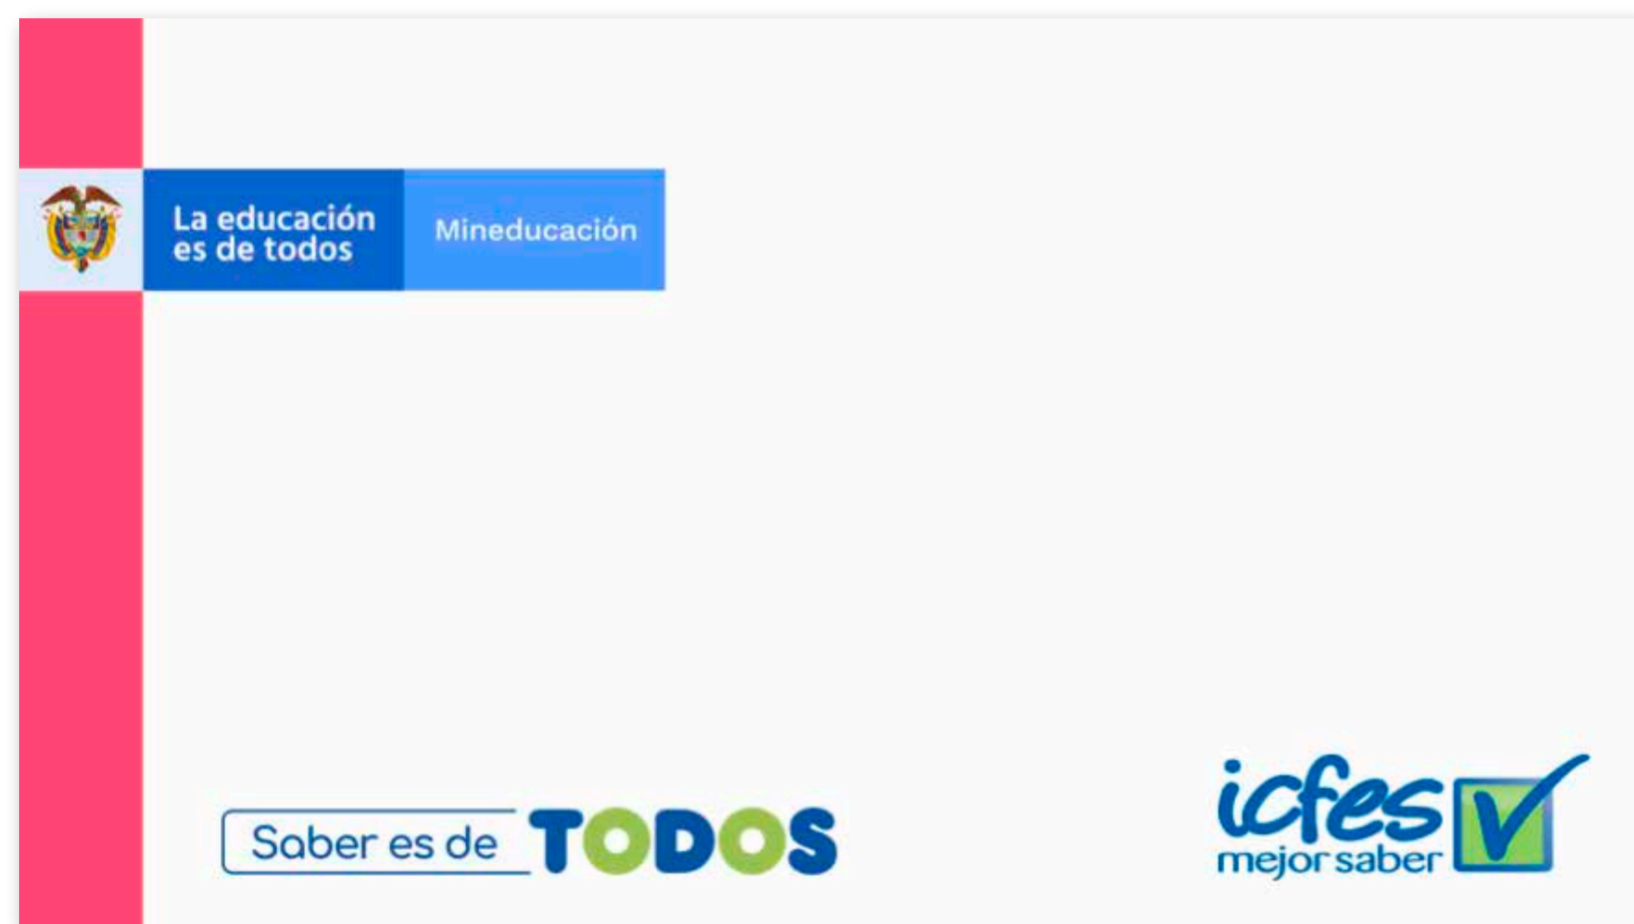 La educación
es de todos
Mineducación
Saber es de TODOS
icfes
mejor saber